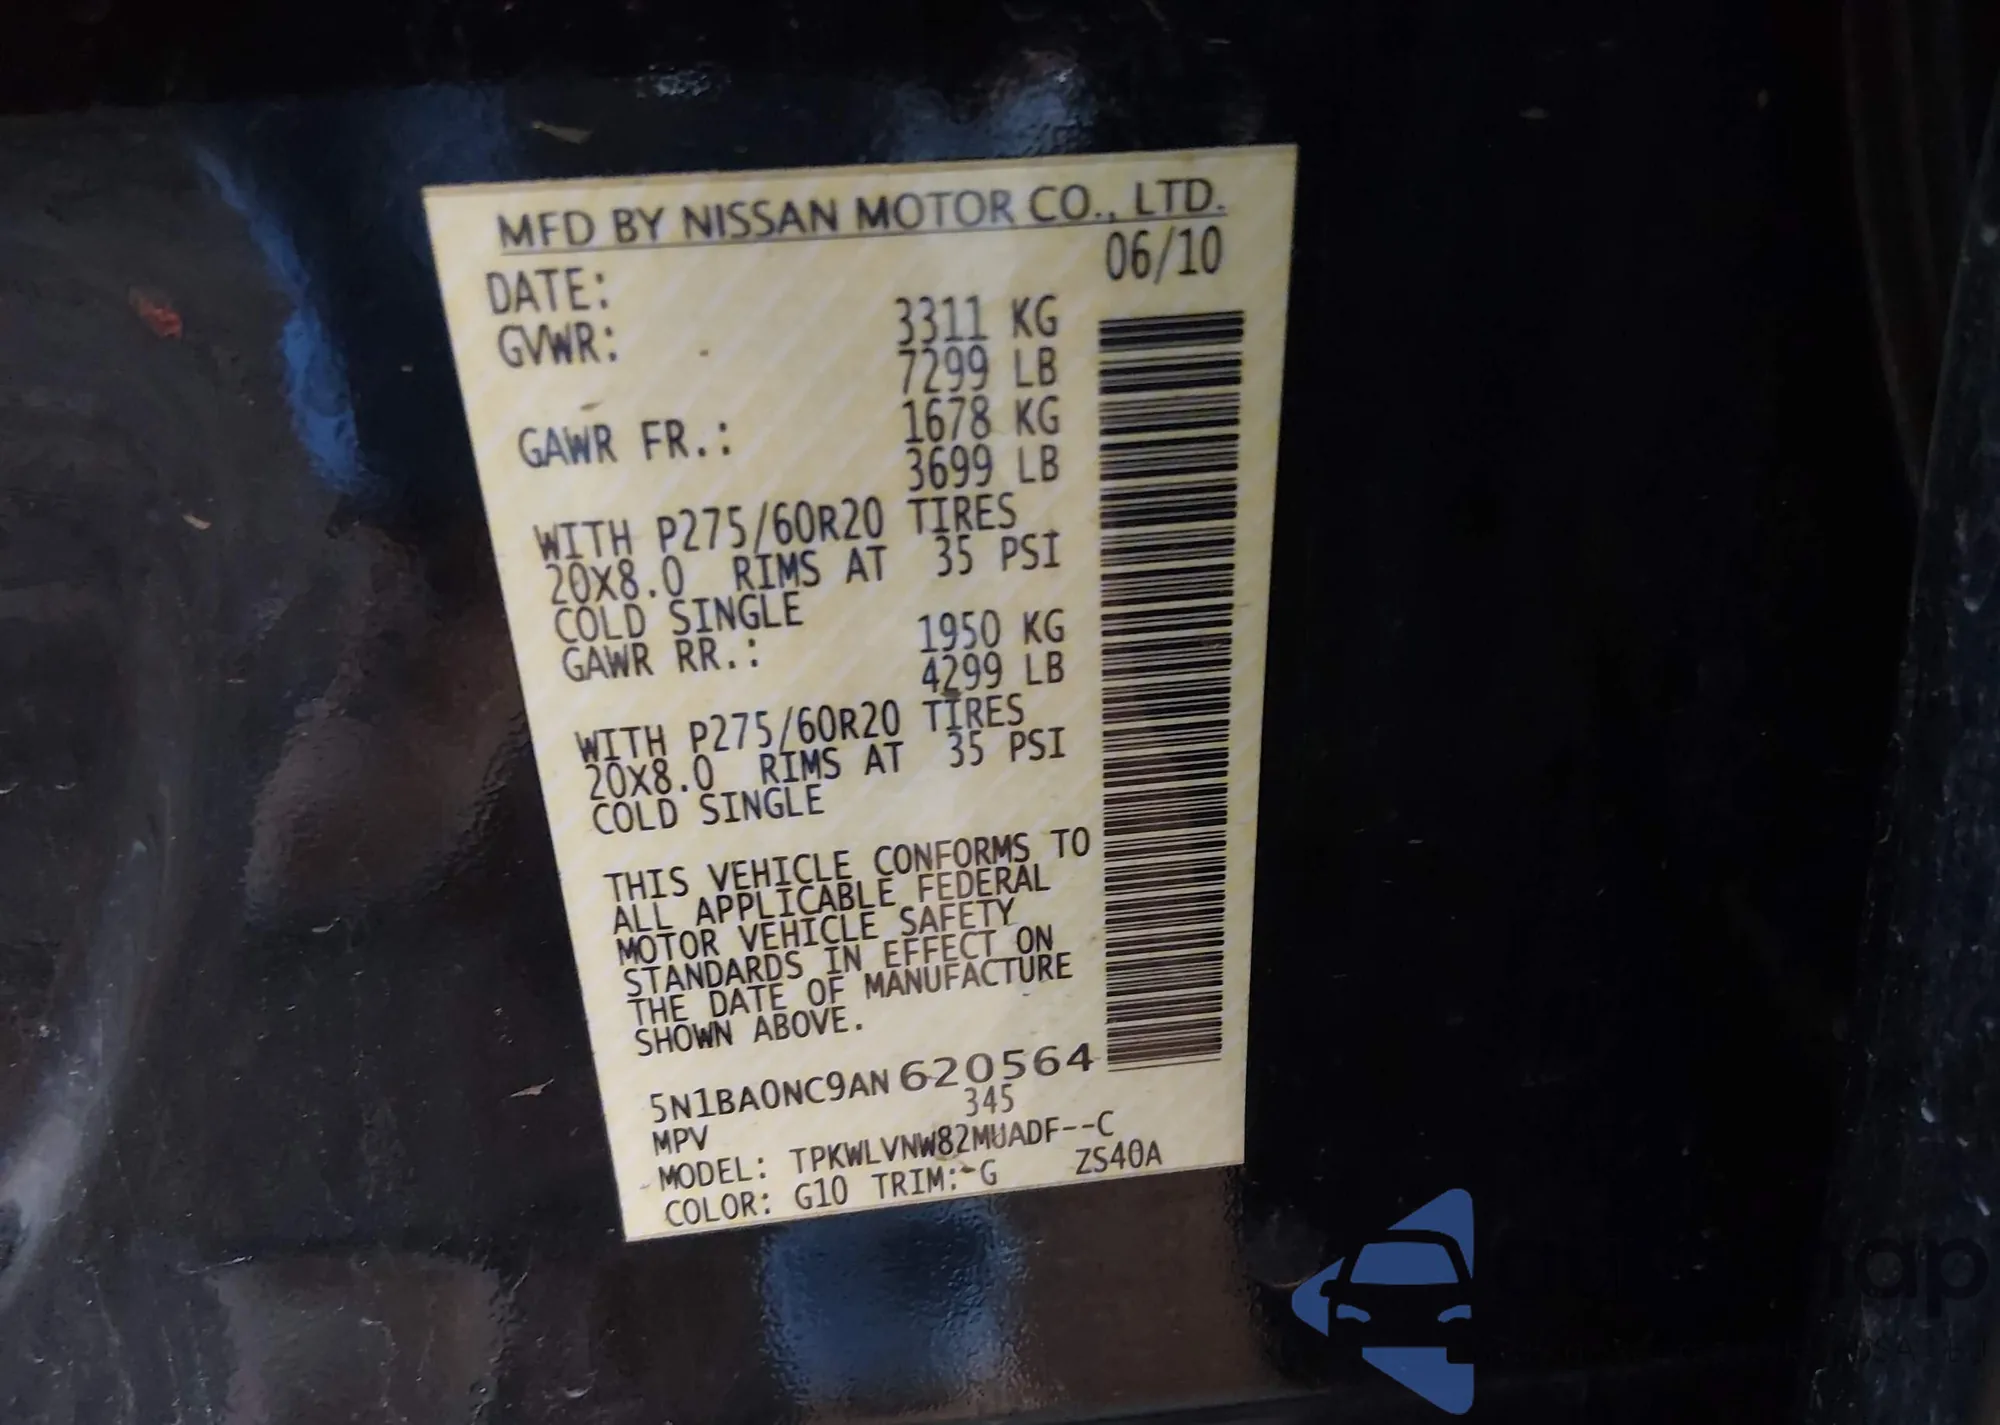 MFD BY NISSAN MOTOR CO., LTD.
DATE: 06/10
GVWR: 3311 KG
7299 LB
GAWR FR.: 1678 KG
3699 LB
WITH P275/60R20 TIRES
20X8.0 RIMS AT 35 PSI
COLD SINGLE
GAWR RR.: 1950 KG
4299 LB
WITH P275/60R20 TIRES
20X8.0 RIMS AT 35 PSI
COLD SINGLE
THIS VEHICLE CONFORMS TO
ALL APPLICABLE FEDERAL
MOTOR VEHICLE SAFETY
STANDARDS IN EFFECT ON
THE DATE OF MANUFACTURE
SHOWN ABOVE.
5N1BA0NC9AN620564
MPV 345
MODEL: TPKWLVNW82MUADF--C
COLOR: G10 TRIM:-G ZS40A